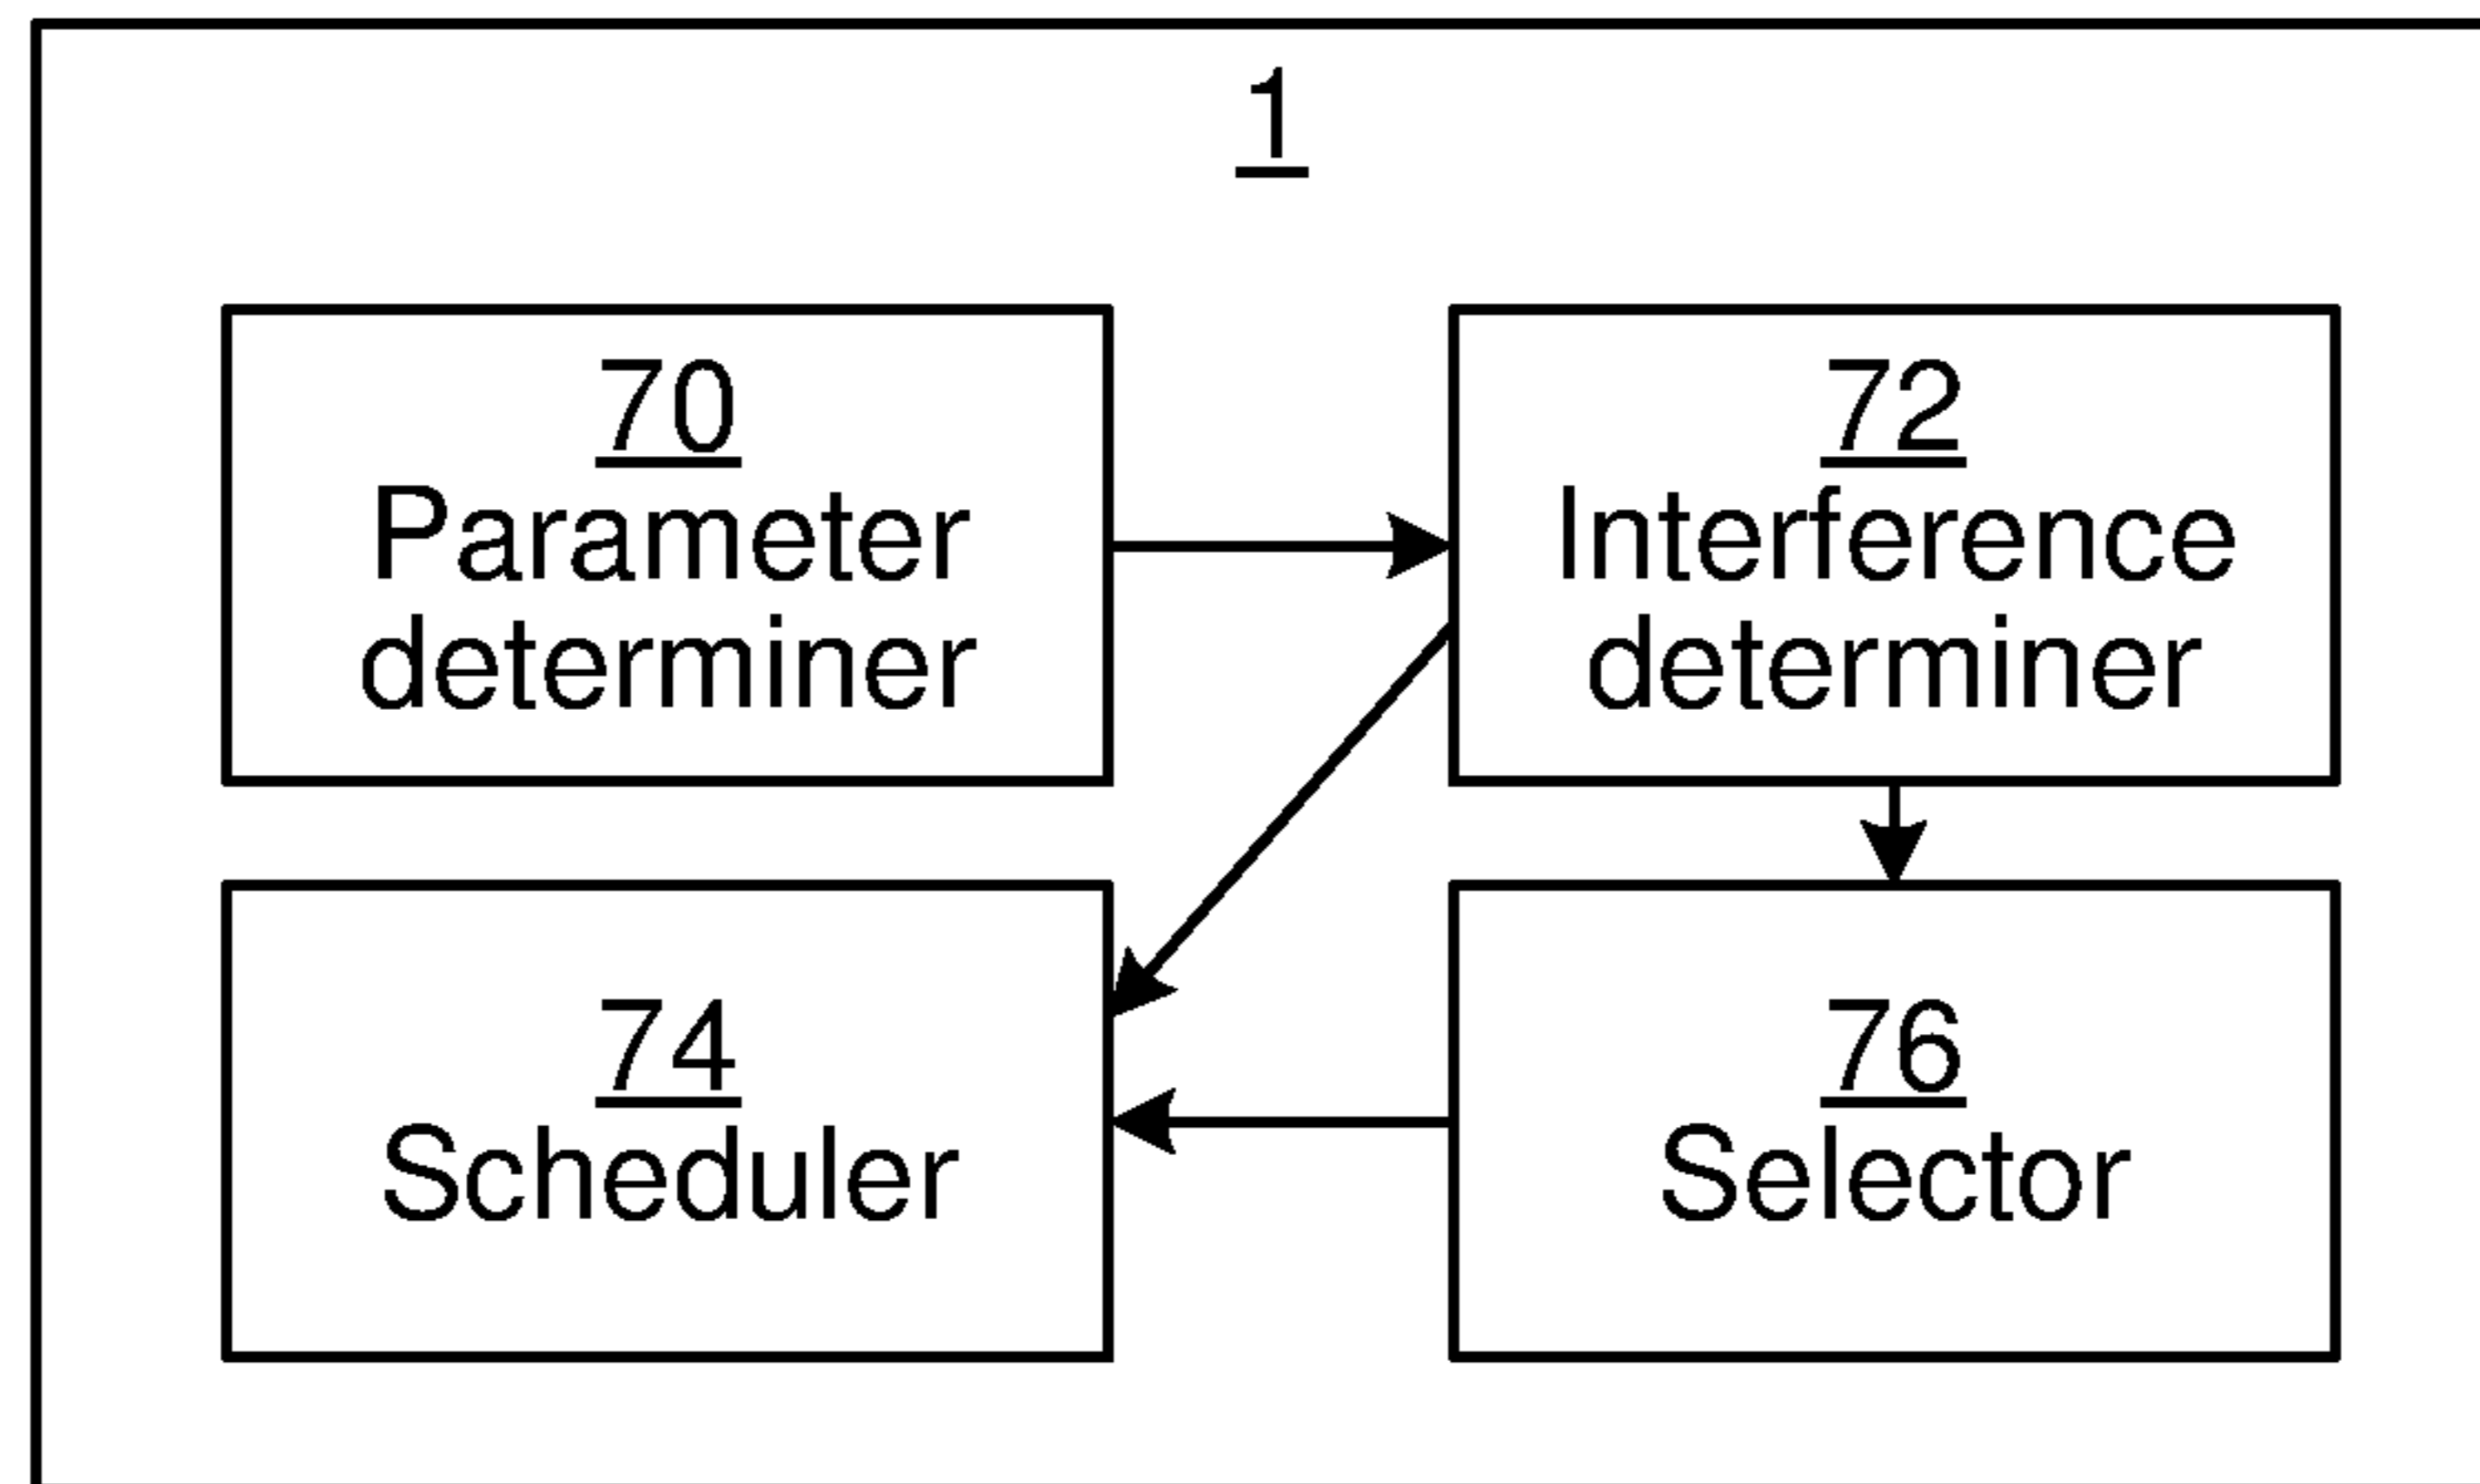 1
70
Parameter
determiner
72
Interference
determiner
74
Scheduler
76
Selector